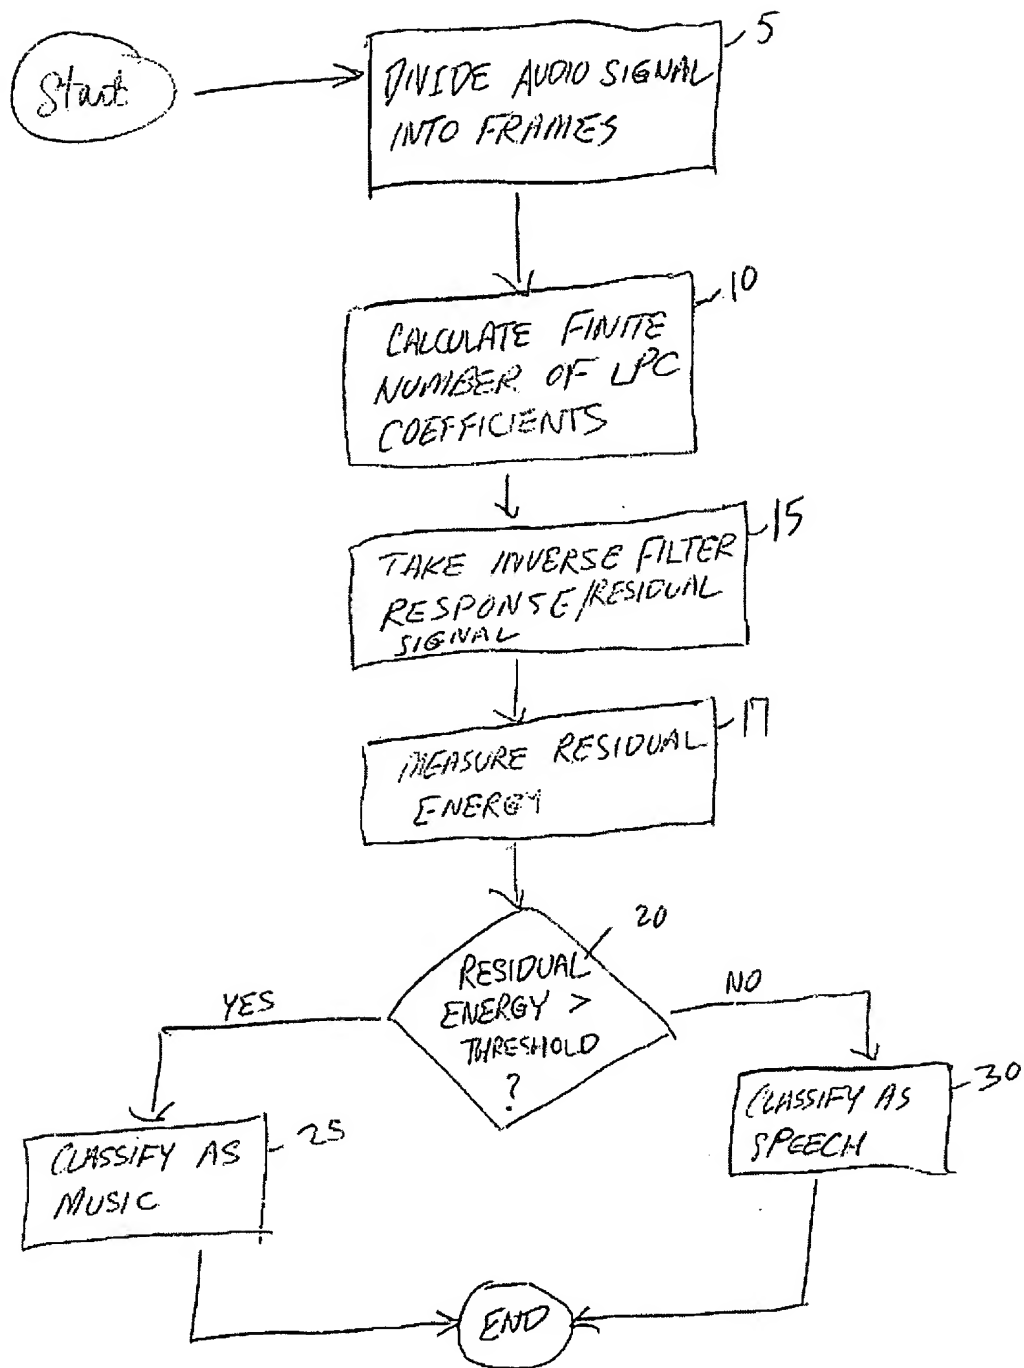 Start
5
DIVIDE AUDIO SIGNAL
INTO FRAMES
10
CALCULATE FINITE
NUMBER OF LPC
COEFFICIENTS
15
TAKE INVERSE FILTER
RESPONSE/RESIDUAL
SIGNAL
17
MEASURE RESIDUAL
ENERGY
20
RESIDUAL
ENERGY >
THRESHOLD
?
YES
NO
25
CLASSIFY AS
MUSIC
30
CLASSIFY AS
SPEECH
END